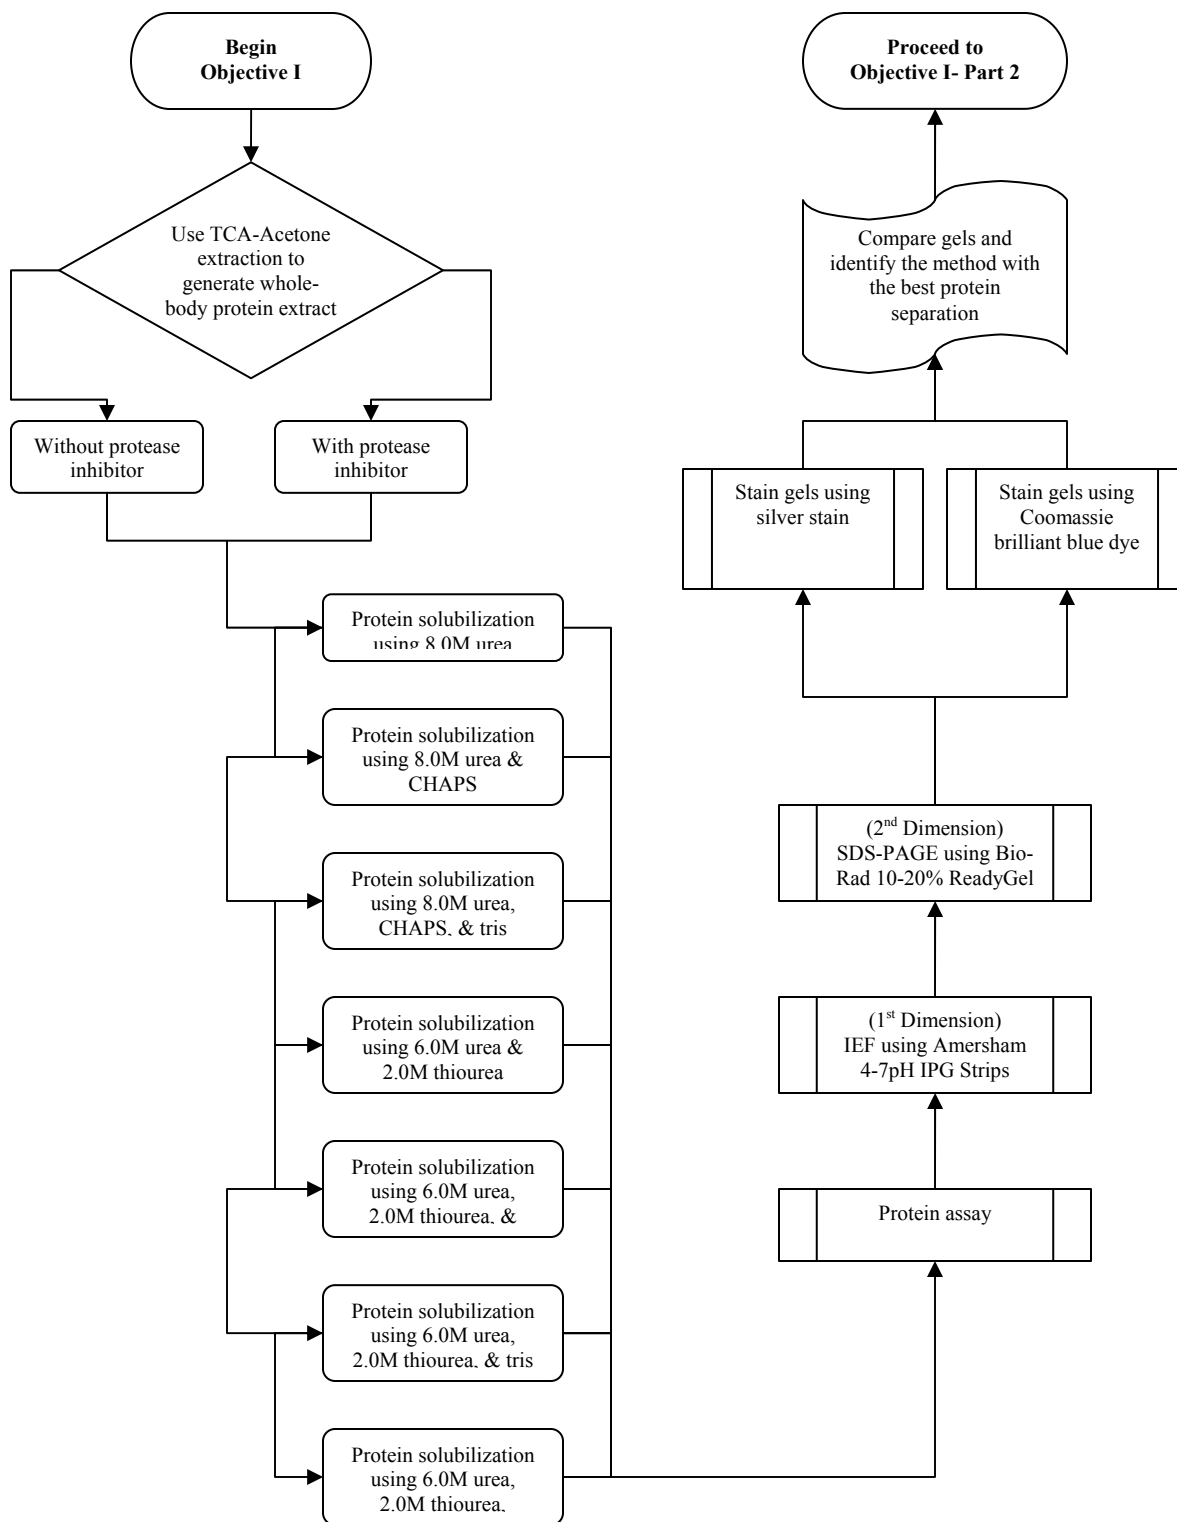 Begin
Objective I
Use TCA-Acetone
extraction to
generate whole-
body protein extract
Without protease
inhibitor
With protease
inhibitor
Protein solubilization
using 8.0M urea
Protein solubilization
using 8.0M urea &
CHAPS
Protein solubilization
using 8.0M urea,
CHAPS, & tris
Protein solubilization
using 6.0M urea &
2.0M thiourea
Protein solubilization
using 6.0M urea,
2.0M thiourea, &
Protein solubilization
using 6.0M urea,
2.0M thiourea, & tris
Protein solubilization
using 6.0M urea,
2.0M thiourea,
Proceed to
Objective I- Part 2
Compare gels and
identify the method with
the best protein
separation
Stain gels using
silver stain
Stain gels using
Coomassie
brilliant blue dye
(2nd Dimension)
SDS-PAGE using Bio-
Rad 10-20% ReadyGel
(1st Dimension)
IEF using Amersham
4-7pH IPG Strips
Protein assay